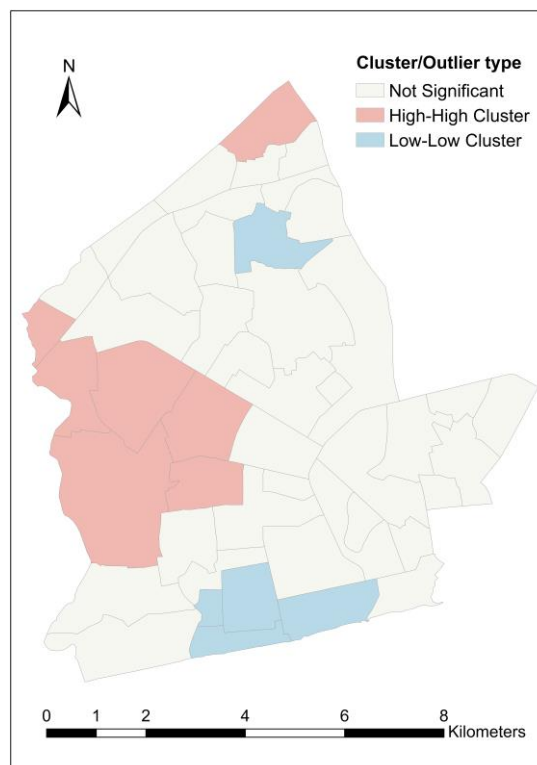 N
Cluster/Outlier type
Not Significant
High-High Cluster
Low-Low Cluster
0 1 2 4 6 8
Kilometers